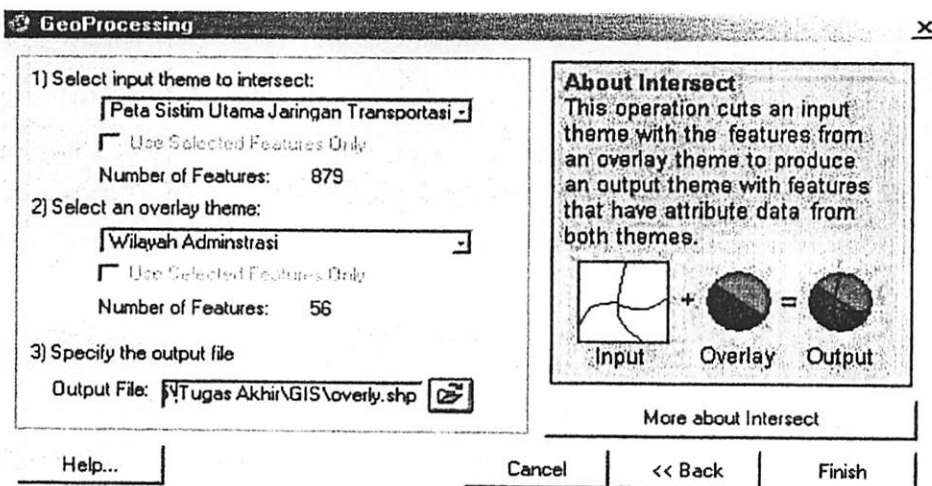 GeoProcessing
1) Select input theme to intersect:
Peta Sistim Utama Jaringan Transportasi
Use Selected Features Only
Number of Features: 879
2) Select an overlay theme:
Wilayah Adminstrasi
Use Selected Features Only
Number of Features: 56
3) Specify the output file
Output File: \Tugas Akhir\GIS\overly.shp
Help...
About Intersect
This operation cuts an input
theme with the features from
an overlay theme to produce
an output theme with features
that have attribute data from
both themes.
+ =
Input Overlay Output
More about Intersect
Cancel << Back Finish